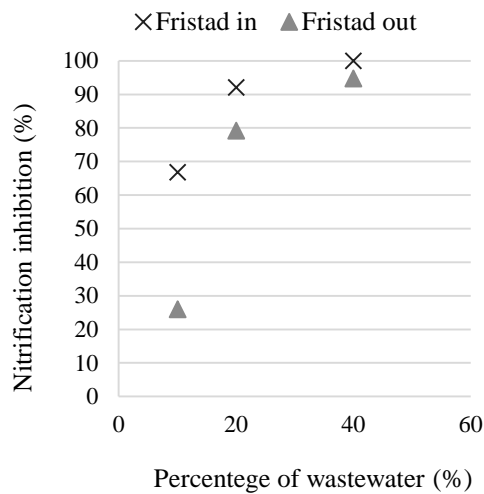 Fristad in Fristad out
100
90
80
70
60
50
40
30
20
10
0
0 20 40 60
Nitrification inhibition (%)
Percentege of wastewater (%)